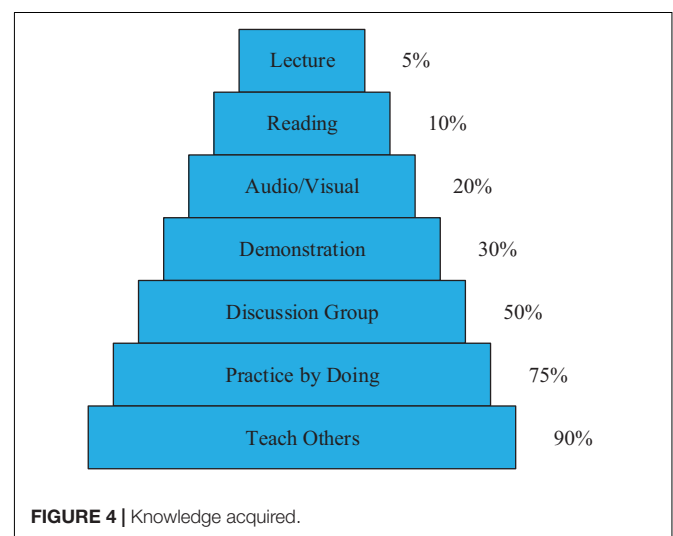 Lecture 5%
Reading 10%
Audio/Visual 20%
Demonstration 30%
Discussion Group 50%
Practice by Doing 75%
Teach Others 90%
FIGURE 4 | Knowledge acquired.